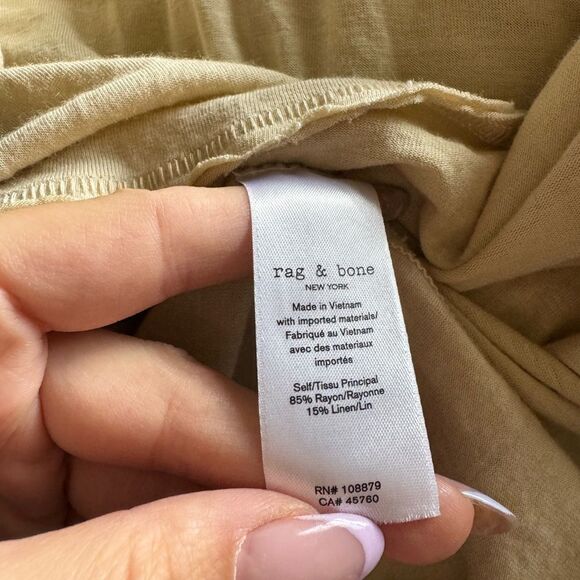 rag & bone
NEW YORK
Made in Vietnam
with imported materials/
Fabriqué au Vietnam
avec des materiaux
importés
Self/Tissu Principal
85% Rayon/Rayonne
15% Linen/Lin
RN# 108879
CA# 45760